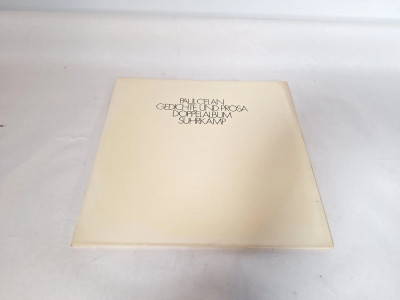 PAUL CELAN
GEDICHTE UND PROSA
DOPPELALBUM
SUHRKAMP